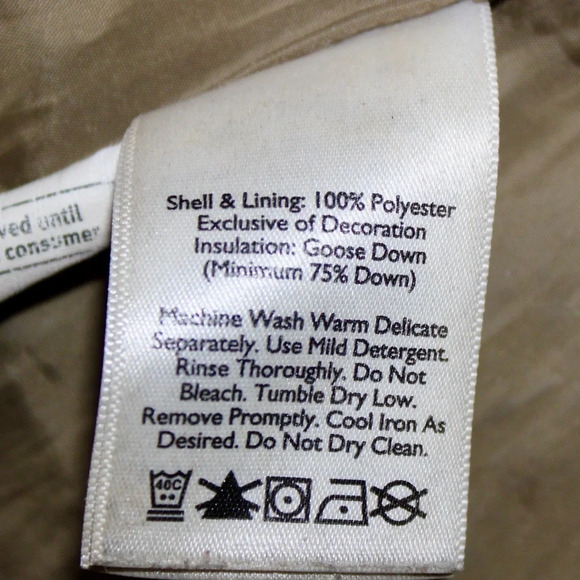 ved until
consumer
Shell & Lining: 100% Polyester
Exclusive of Decoration
Insulation: Goose Down
(Minimum 75% Down)
Machine Wash Warm Delicate
Separately. Use Mild Detergent.
Rinse Thoroughly. Do Not
Bleach. Tumble Dry Low.
Remove Promptly. Cool Iron As
Desired. Do Not Dry Clean.
40C